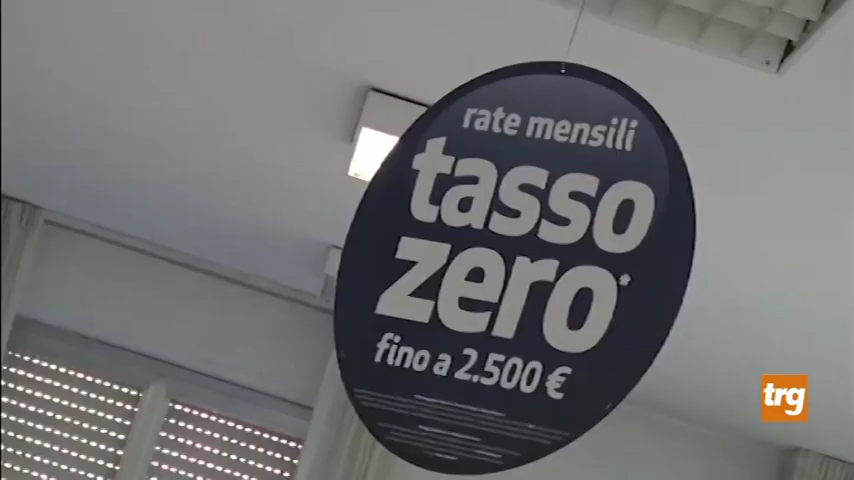 rate mensili
tasso
zero*
fino a 2.500 €
trg